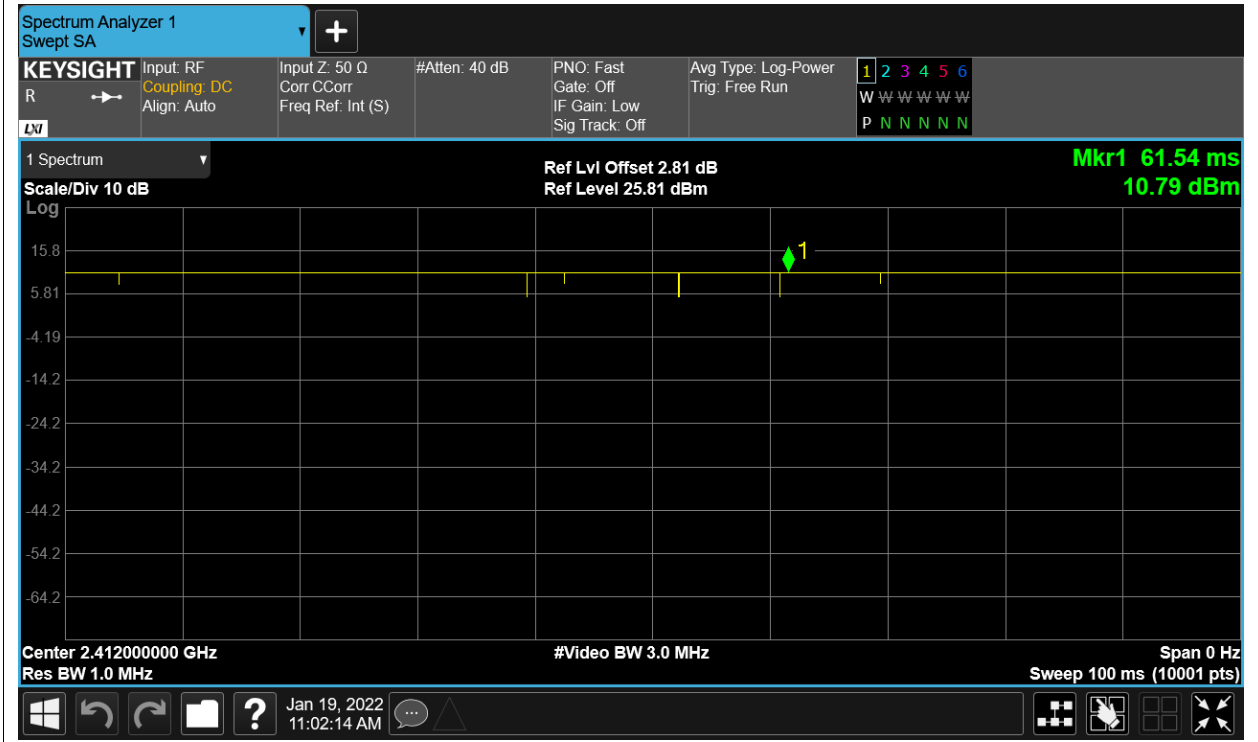 Spectrum Analyzer 1
Swept SA
+
KEYSIGHT
R
LXI
Input: RF
Coupling: DC
Align: Auto
Input Z: 50 Ω
Corr CCorr
Freq Ref: Int (S)
#Atten: 40 dB
PNO: Fast
Gate: Off
IF Gain: Low
Sig Track: Off
Avg Type: Log-Power
Trig: Free Run
1 2 3 4 5 6
W W W W W W
P N N N N N
1 Spectrum
Scale/Div 10 dB
Log
Ref Lvl Offset 2.81 dB
Ref Level 25.81 dBm
Mkr1 61.54 ms
10.79 dBm
1
15.8
5.81
-4.19
-14.2
-24.2
-34.2
-44.2
-54.2
-64.2
Center 2.412000000 GHz
Res BW 1.0 MHz
#Video BW 3.0 MHz
Span 0 Hz
Sweep 100 ms (10001 pts)
?
Jan 19, 2022
11:02:14 AM